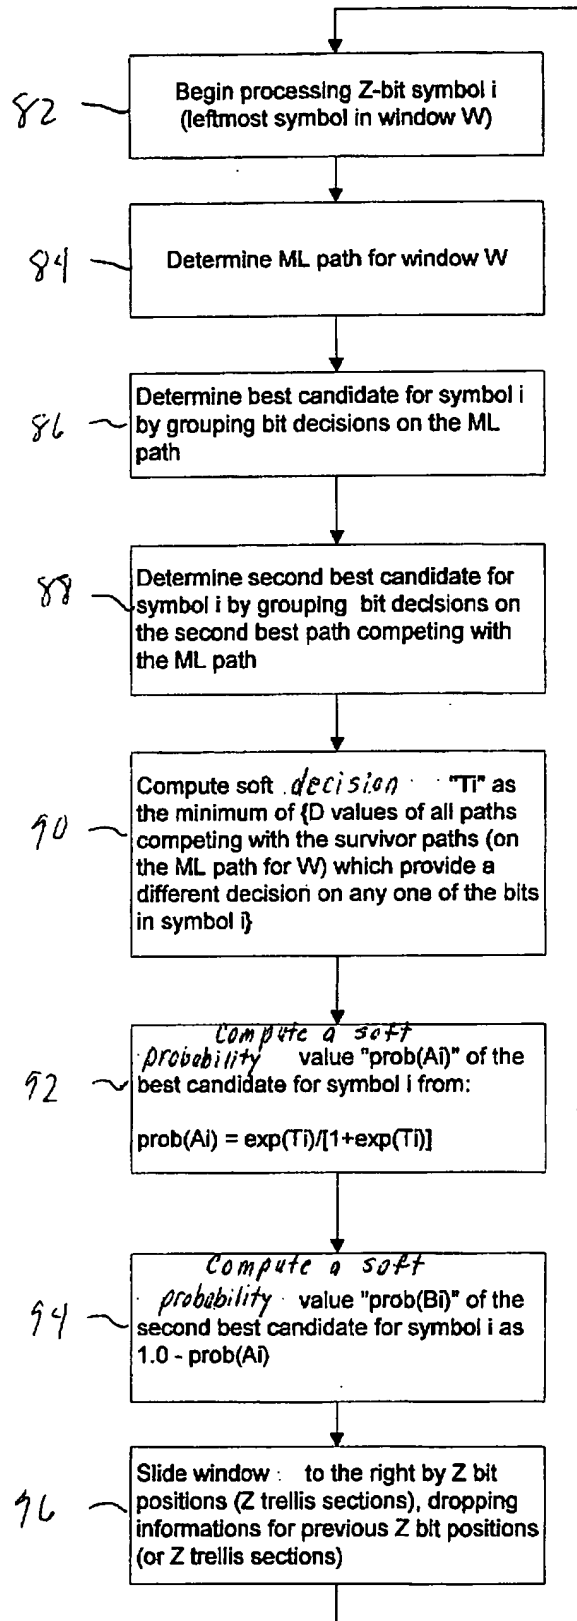 82
Begin processing Z-bit symbol i
(leftmost symbol in window W)
84
Determine ML path for window W
86
Determine best candidate for symbol i
by grouping bit decisions on the ML
path
88
Determine second best candidate for
symbol i by grouping bit decisions on
the second best path competing with
the ML path
90
Compute soft decision "Ti" as
the minimum of {D values of all paths
competing with the survivor paths (on
the ML path for W) which provide a
different decision on any one of the bits
in symbol i}
92
Compute a soft
probability value "prob(Ai)" of the
best candidate for symbol i from:
prob(Ai) = exp(Ti)/[1+exp(Ti)]
94
Compute a soft
probability value "prob(Bi)" of the
second best candidate for symbol i as
1.0 - prob(Ai)
96
Slide window : to the right by Z bit
positions (Z trellis sections), dropping
informations for previous Z bit positions
(or Z trellis sections)